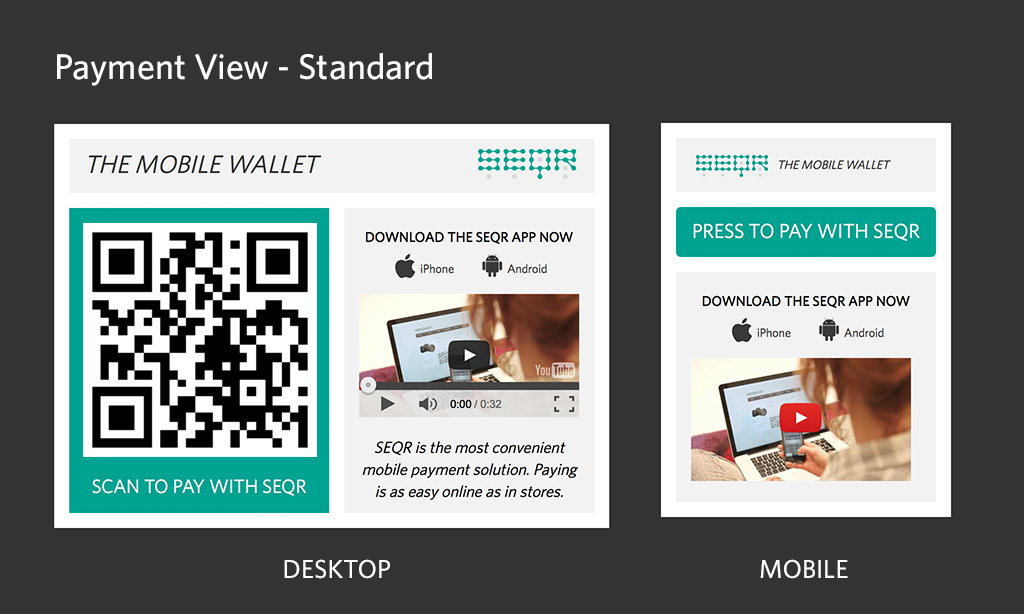 Payment View - Standard
THE MOBILE WALLET
SEQR
SCAN TO PAY WITH SEQR
DOWNLOAD THE SEQR APP NOW
iPhone
Android
YouTube
0:00 / 0:32
SEQR is the most convenient
mobile payment solution. Paying
is as easy online as in stores.
DESKTOP
SEQR
THE MOBILE WALLET
PRESS TO PAY WITH SEQR
DOWNLOAD THE SEQR APP NOW
iPhone
Android
MOBILE